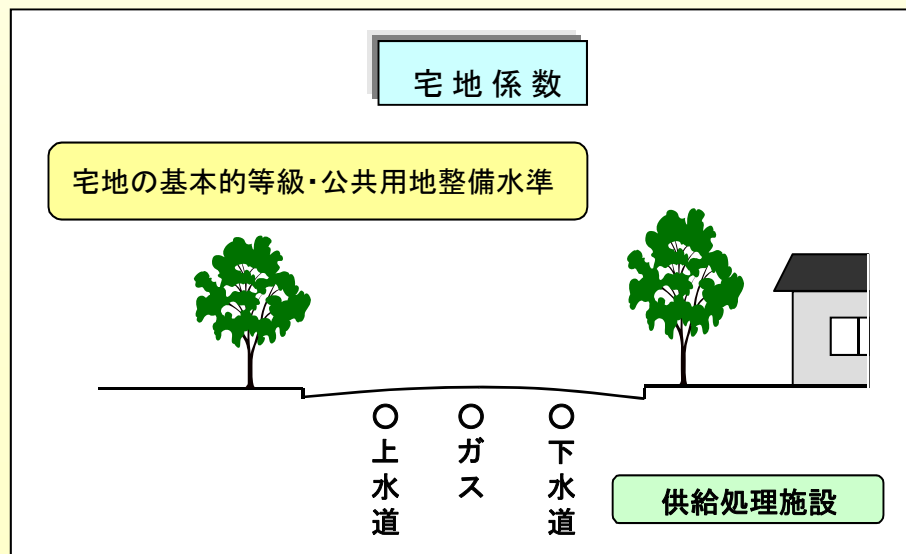 宅地係数
宅地の基本的等級・公共用地整備水準
上水道
ガス
下水道
供給処理施設